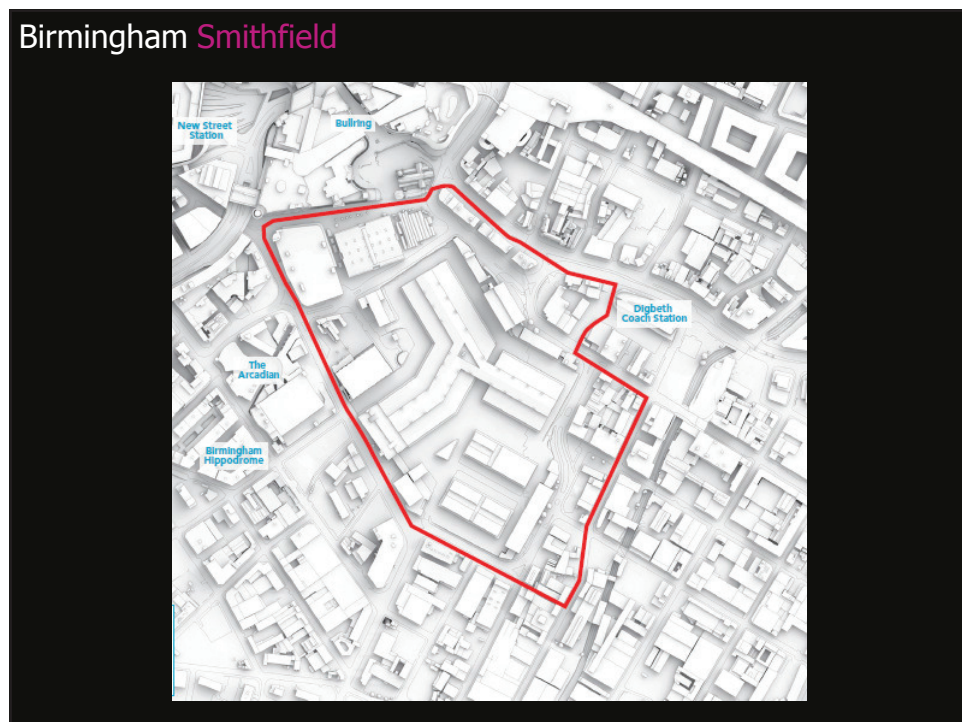 Birmingham Smithfield
New Street
Station
Bullring
Digbeth
Coach Station
The
Arcadian
Birmingham
Hippodrome